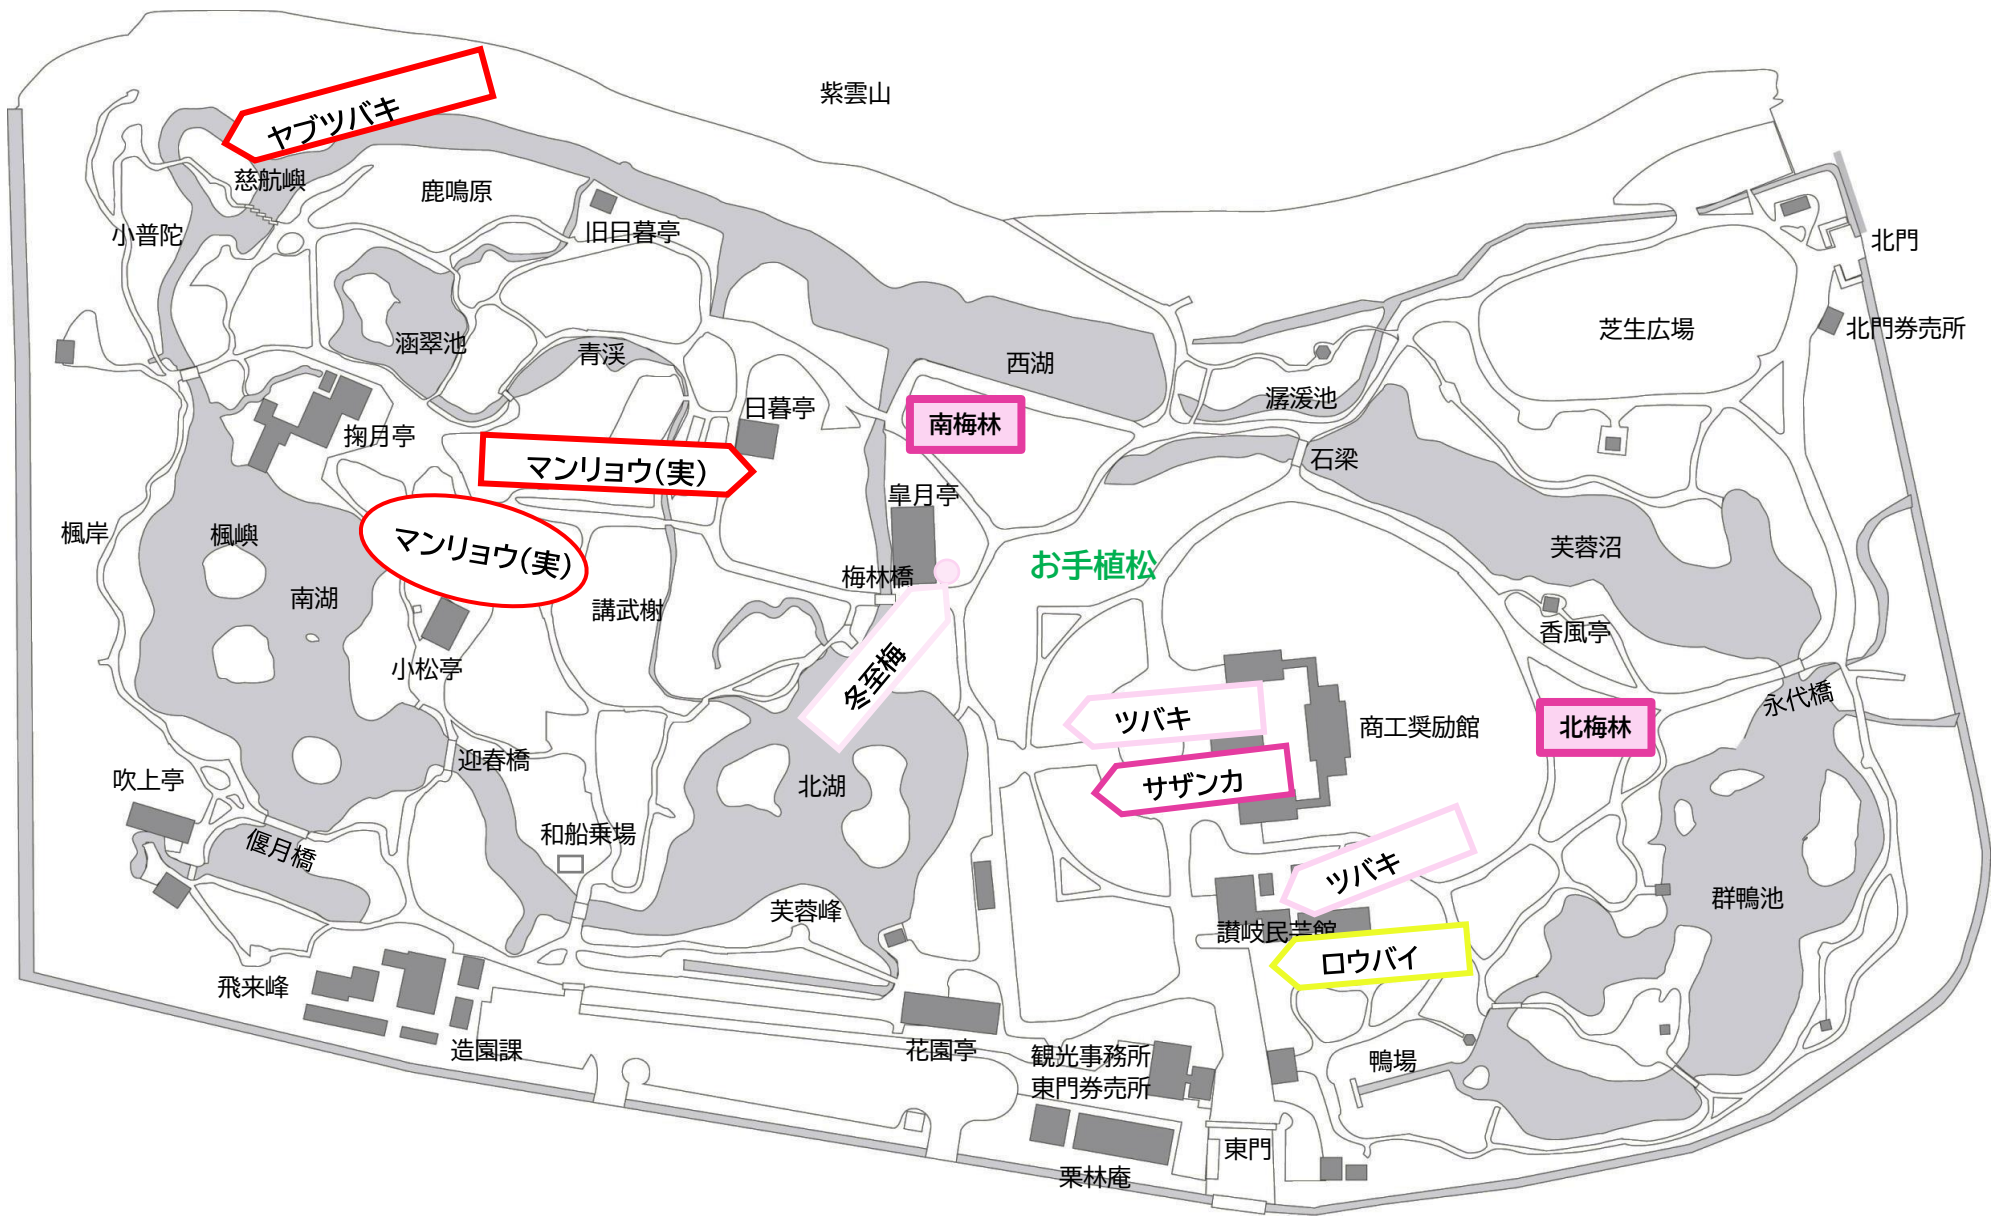 紫雲山
ヤブツバキ
慈航嶼
鹿鳴原
小普陀
旧日暮亭
北門
北門券売所
芝生広場
涵翠池
青渓
西湖
潺湲池
日暮亭
南梅林
掬月亭
石梁
マンリョウ(実)
皐月亭
楓岸
楓嶼
マンリョウ(実)
芙蓉沼
お手植松
梅林橋
南湖
講武榭
香風亭
小松亭
冬至梅
永代橋
ツバキ
商工奨励館
北梅林
迎春橋
吹上亭
北湖
サザンカ
和船乗場
偃月橋
ツバキ
群鴨池
芙蓉峰
讃岐民芸館
ロウバイ
飛来峰
造園課
花園亭
観光事務所
東門券売所
鴨場
東門
栗林庵